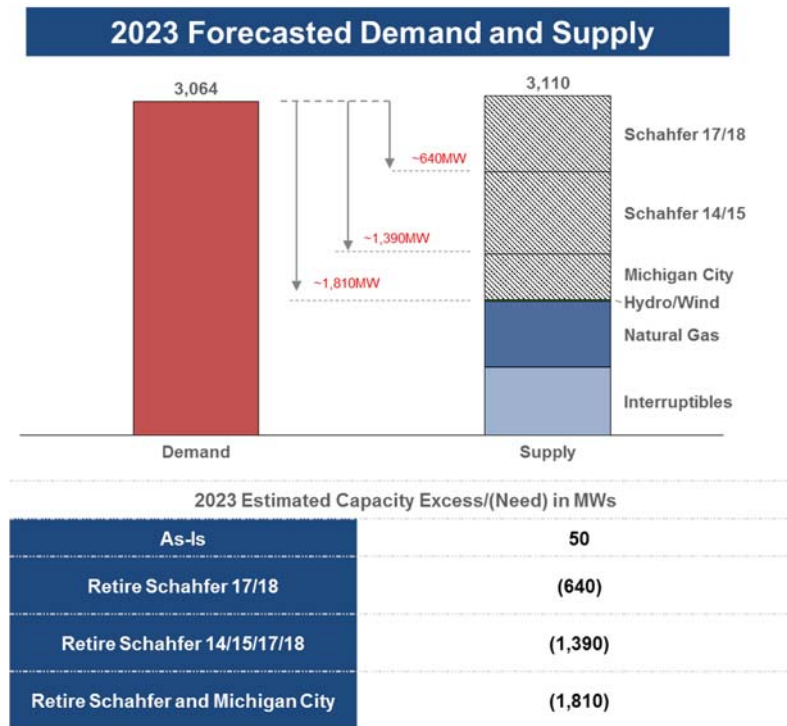 2023 Forecasted Demand and Supply
3,064
3,110
Schahfer 17/18
~640MW
Schahfer 14/15
~1,390MW
Michigan City
~1,810MW
~Hydro/Wind
Natural Gas
Interruptibles
Demand
Supply
2023 Estimated Capacity Excess/(Need) in MWs
As-Is 50
Retire Schahfer 17/18 (640)
Retire Schahfer 14/15/17/18 (1,390)
Retire Schahfer and Michigan City (1,810)